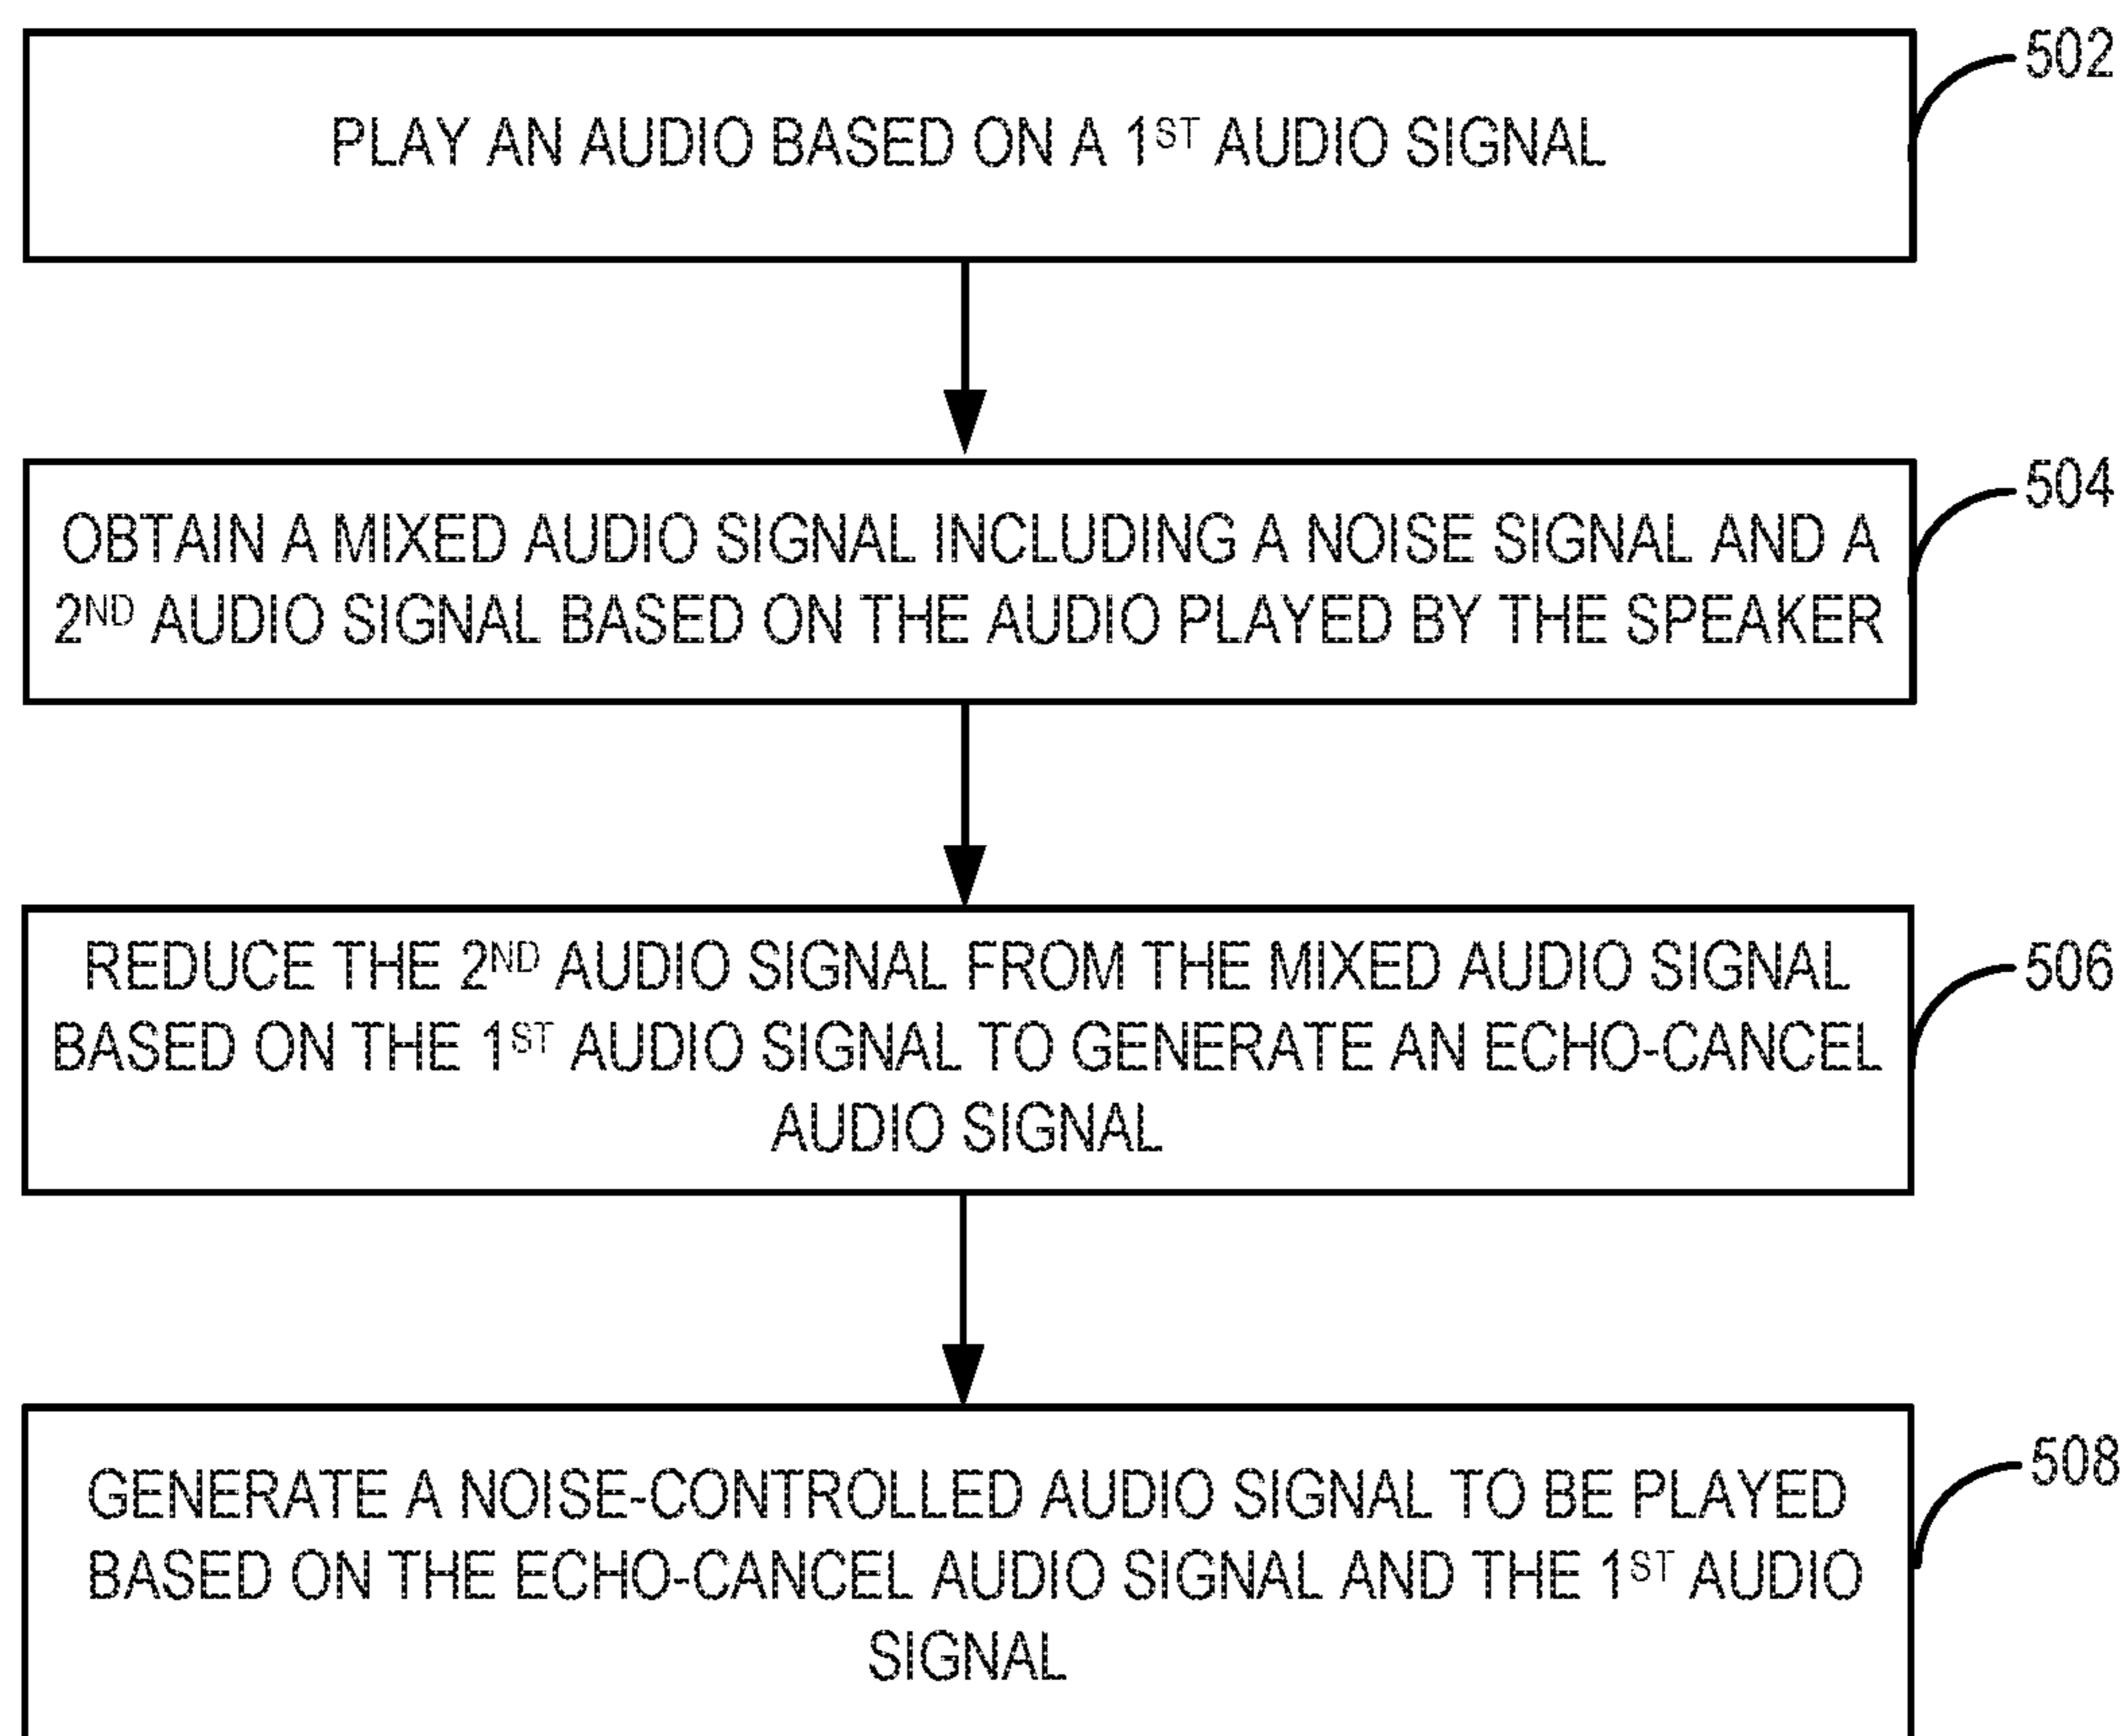 502
PLAY AN AUDIO BASED ON A 1ST AUDIO SIGNAL
504
OBTAIN A MIXED AUDIO SIGNAL INCLUDING A NOISE SIGNAL AND A
2ND AUDIO SIGNAL BASED ON THE AUDIO PLAYED BY THE SPEAKER
506
REDUCE THE 2ND AUDIO SIGNAL FROM THE MIXED AUDIO SIGNAL
BASED ON THE 1ST AUDIO SIGNAL TO GENERATE AN ECHO-CANCEL
AUDIO SIGNAL
508
GENERATE A NOISE-CONTROLLED AUDIO SIGNAL TO BE PLAYED
BASED ON THE ECHO-CANCEL AUDIO SIGNAL AND THE 1ST AUDIO
SIGNAL